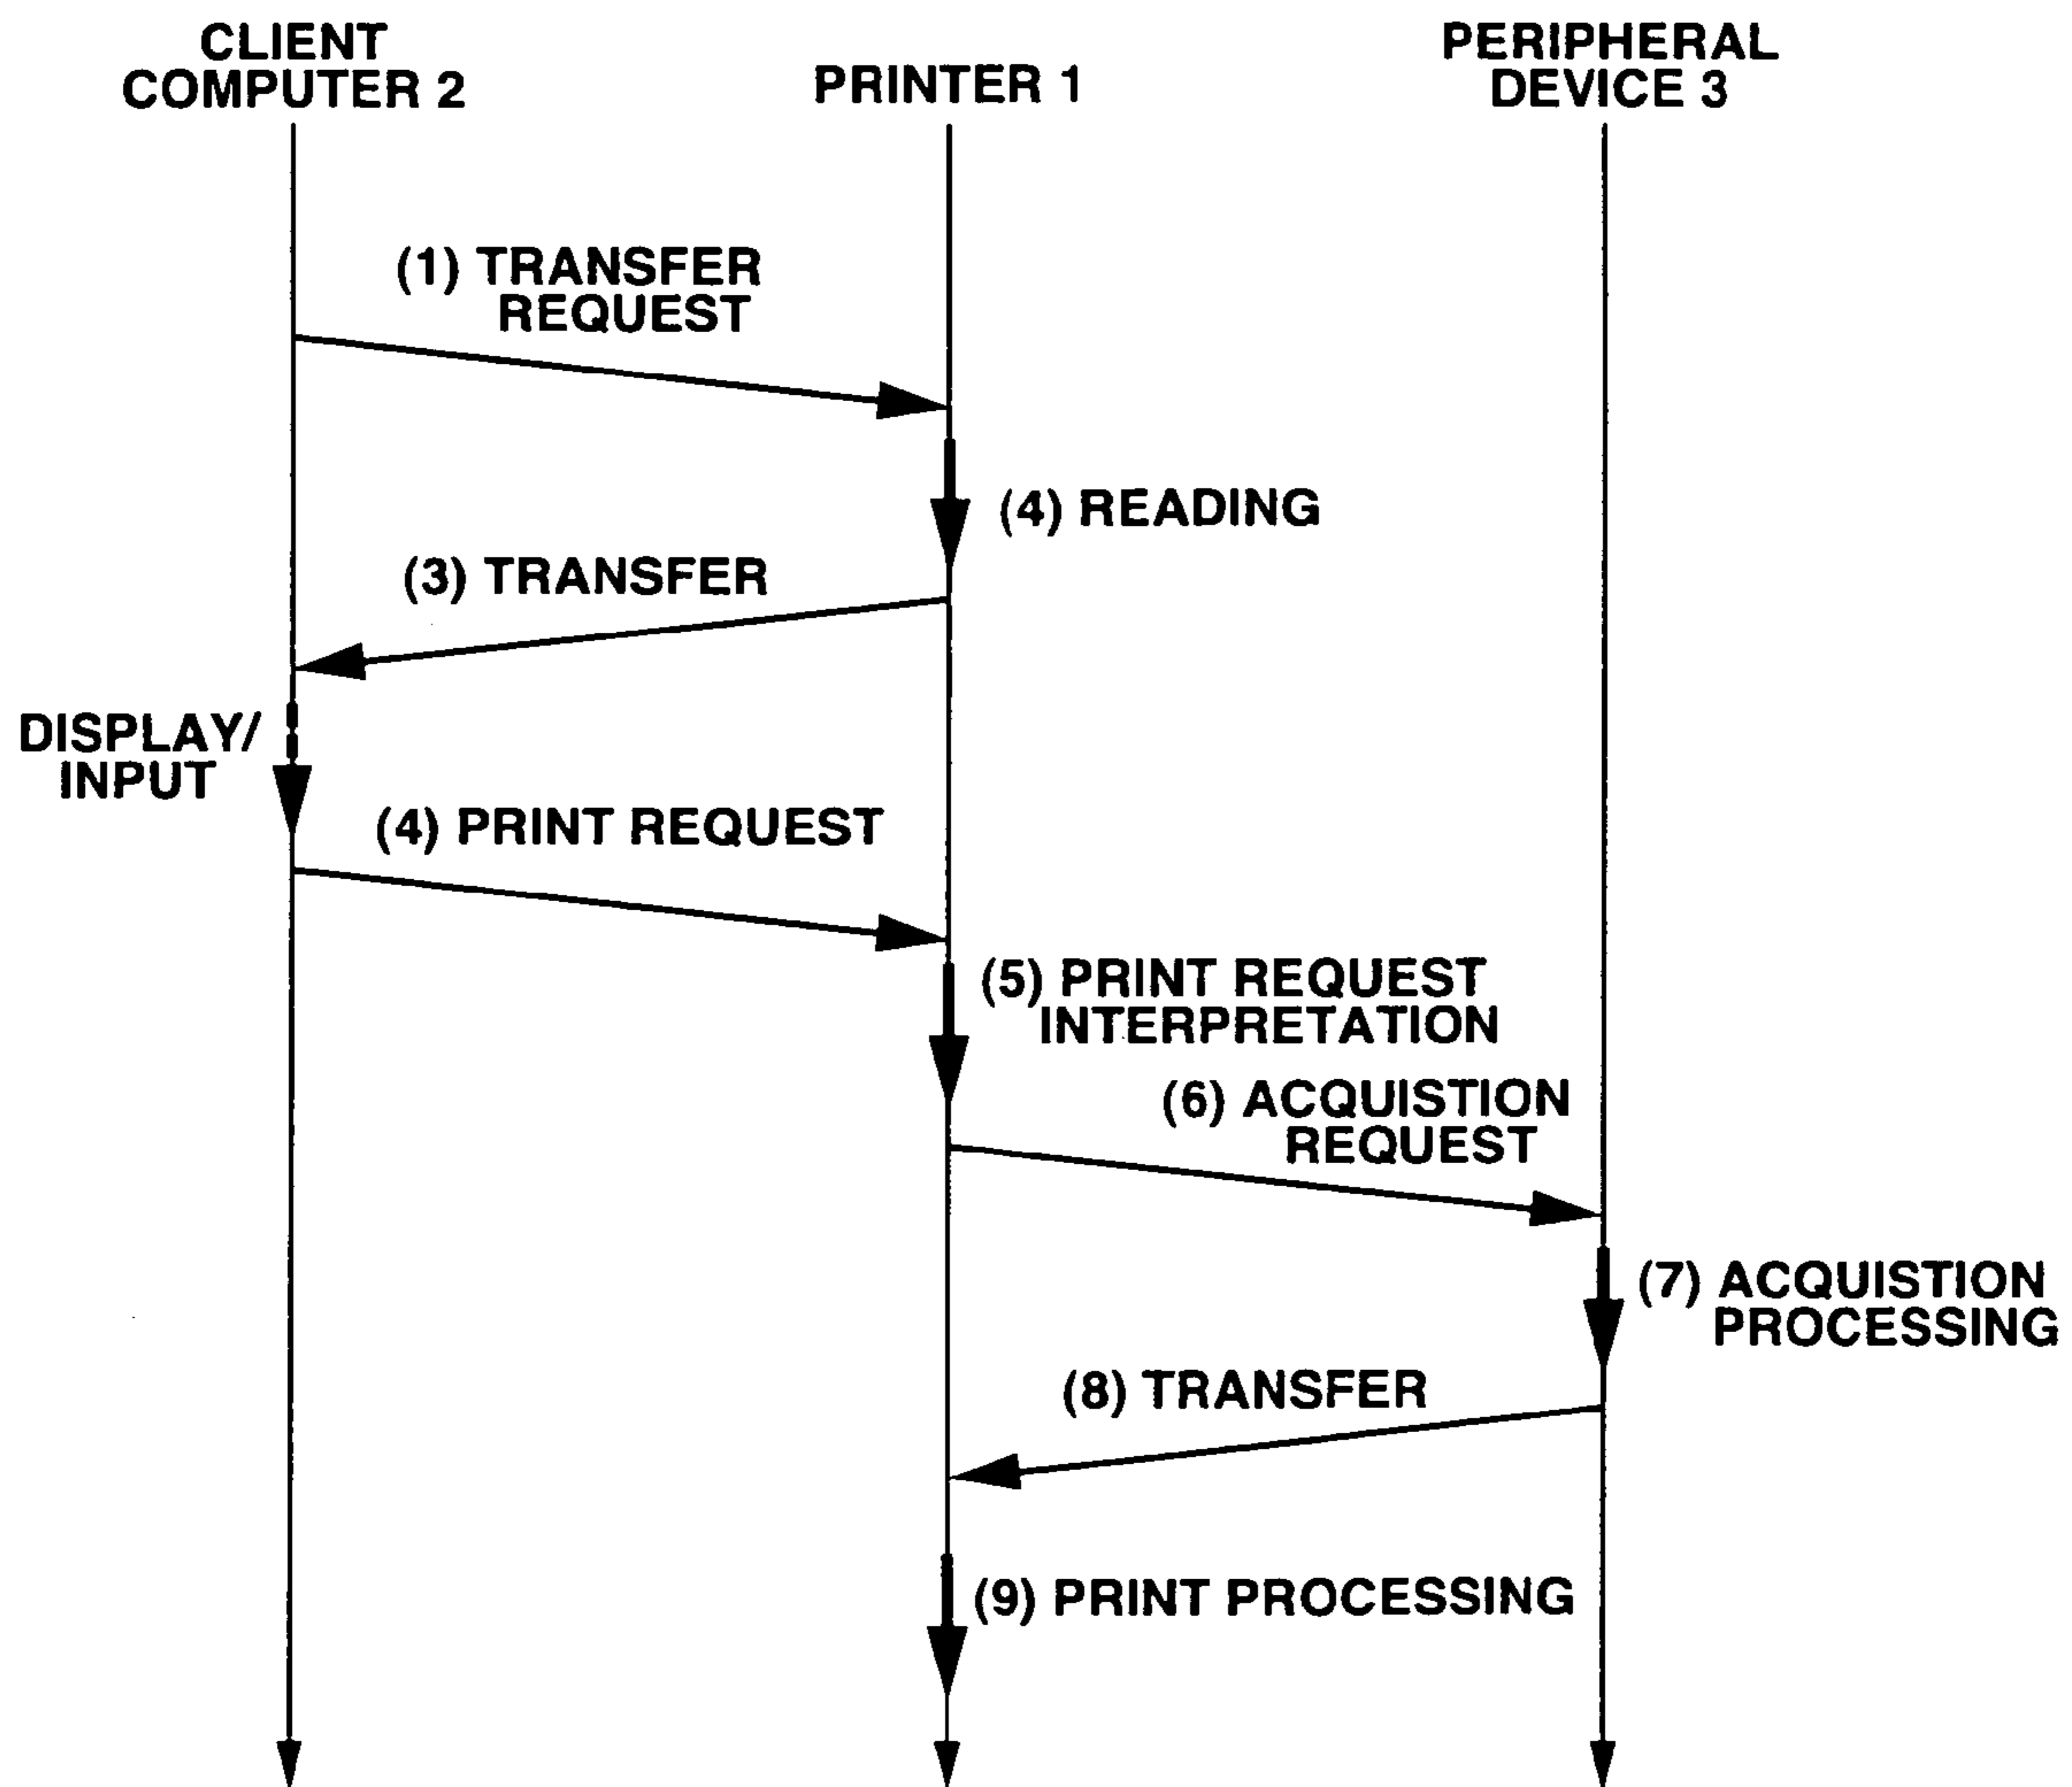 CLIENT
COMPUTER 2
PRINTER 1
PERIPHERAL
DEVICE 3
(1) TRANSFER
REQUEST
(4) READING
(3) TRANSFER
DISPLAY/
INPUT
(4) PRINT REQUEST
(5) PRINT REQUEST
INTERPRETATION
(6) ACQUISTION
REQUEST
(7) ACQUISTION
PROCESSING
(8) TRANSFER
(9) PRINT PROCESSING